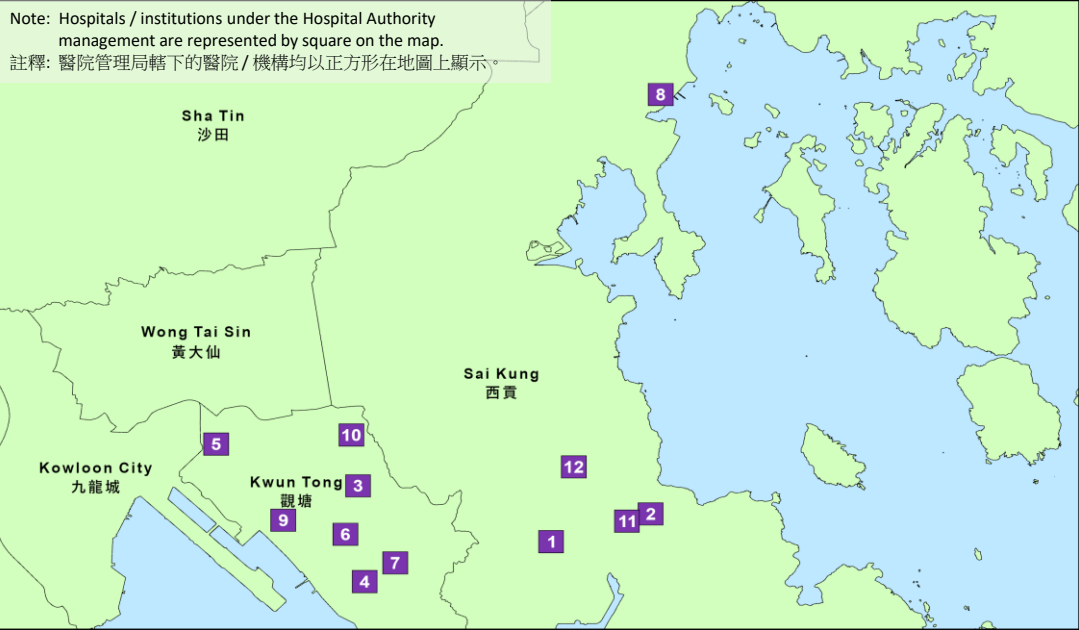 Note: Hospitals / institutions under the Hospital Authority
management are represented by square on the map.
註釋: 醫院管理局轄下的醫院 / 機構均以正方形在地圖上顯示。
8
Sha Tin
沙田
Wong Tai Sin
黃大仙
Sai Kung
西貢
10
5
Kowloon City
九龍城
12
Kwun Tong
觀塘
3
9
11
2
6
1
7
4